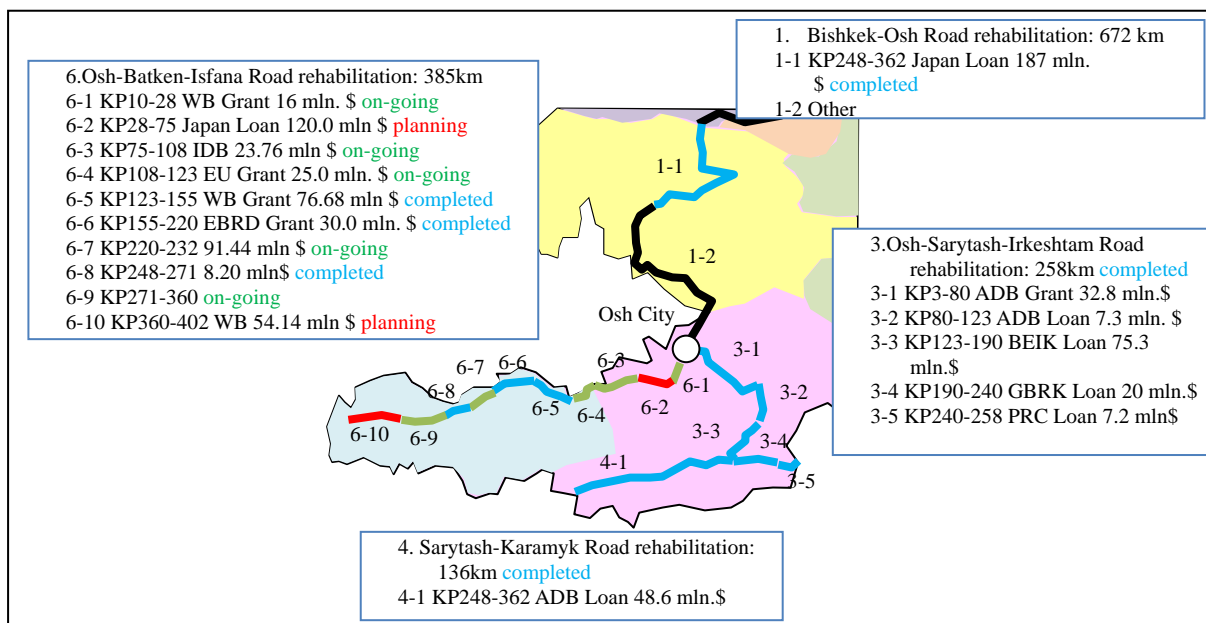 1. Bishkek-Osh Road rehabilitation: 672 km
1-1 KP248-362 Japan Loan 187 mln.
$ completed
1-2 Other
6.Osh-Batken-Isfana Road rehabilitation: 385km
6-1 KP10-28 WB Grant 16 mln. $ on-going
6-2 KP28-75 Japan Loan 120.0 mln $ planning
6-3 KP75-108 IDB 23.76 mln $ on-going
6-4 KP108-123 EU Grant 25.0 mln. $ on-going
6-5 KP123-155 WB Grant 76.68 mln $ completed
6-6 KP155-220 EBRD Grant 30.0 mln. $ completed
6-7 KP220-232 91.44 mln $ on-going
6-8 KP248-271 8.20 mln$ completed
6-9 KP271-360 on-going
6-10 KP360-402 WB 54.14 mln $ planning
1-1
1-2
3.Osh-Sarytash-Irkeshtam Road
rehabilitation: 258km completed
3-1 KP3-80 ADB Grant 32.8 mln.$
3-2 KP80-123 ADB Loan 7.3 mln. $
3-3 KP123-190 BEIK Loan 75.3
mln.$
3-4 KP190-240 GBRK Loan 20 mln.$
3-5 KP240-258 PRC Loan 7.2 mln$
Osh City
3-1
6-3
6-6
6-7
6-1
3-2
6-8
6-5
6-4
6-2
6-10
6-9
3-3
3-4
4-1
3-5
4. Sarytash-Karamyk Road rehabilitation:
136km completed
4-1 KP248-362 ADB Loan 48.6 mln.$